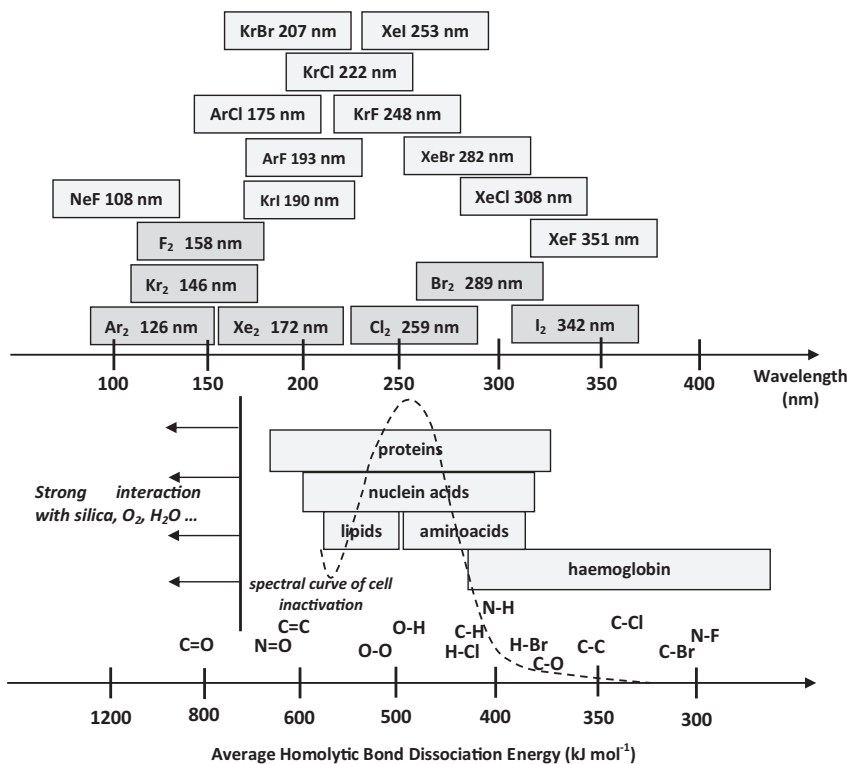 KrBr 207 nm XeI 253 nm
KrCl 222 nm
ArCl 175 nm KrF 248 nm
ArF 193 nm XeBr 282 nm
NeF 108 nm KrI 190 nm XeCl 308 nm
F₂ 158 nm XeF 351 nm
Kr₂ 146 nm Br₂ 289 nm
Ar₂ 126 nm Xe₂ 172 nm Cl₂ 259 nm I₂ 342 nm
100 150 200 250 300 350 400
Wavelength
(nm)
proteins
Strong interaction
with silica, O₂, H₂O ...
nuclein acids
lipids aminoacids
haemoglobin
spectral curve of cell
inactivation
N-H
C=C O-H C-H C-Cl
C=O N=O O-O H-Cl H-Br C-C C-Br N-F
C-O
1200 800 600 500 400 350 300
Average Homolytic Bond Dissociation Energy (kJ mol⁻¹)